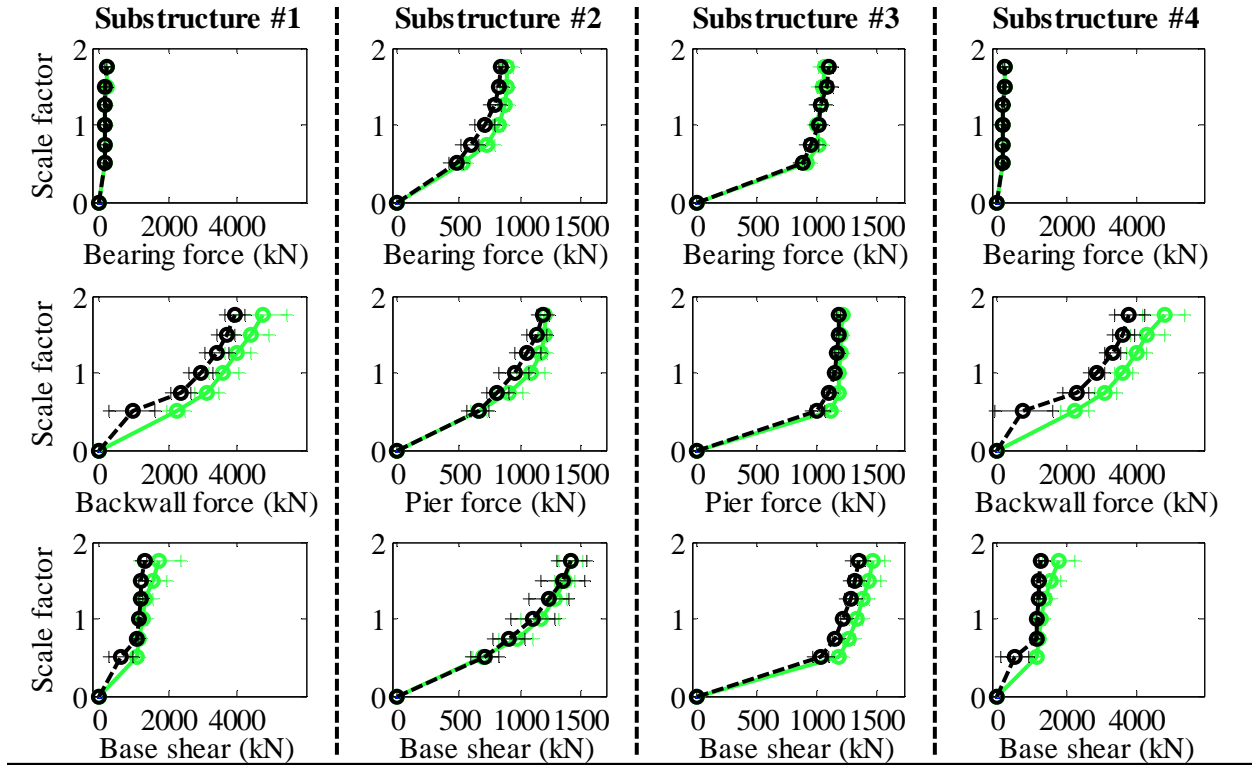 Substructure #1 Substructure #2 Substructure #3 Substructure #4
Scale factor
2
1
0
0 2000 4000
Bearing force (kN)
2
1
0
0 500 1000 1500
Bearing force (kN)
2
1
0
0 500 1000 1500
Bearing force (kN)
2
1
0
0 2000 4000
Bearing force (kN)
Scale factor
2
1
0
0 2000 4000
Backwall force (kN)
2
1
0
0 500 1000 1500
Pier force (kN)
2
1
0
0 500 1000 1500
Pier force (kN)
2
1
0
0 2000 4000
Backwall force (kN)
Scale factor
2
1
0
0 2000 4000
Base shear (kN)
2
1
0
0 500 1000 1500
Base shear (kN)
2
1
0
0 500 1000 1500
Base shear (kN)
2
1
0
0 2000 4000
Base shear (kN)